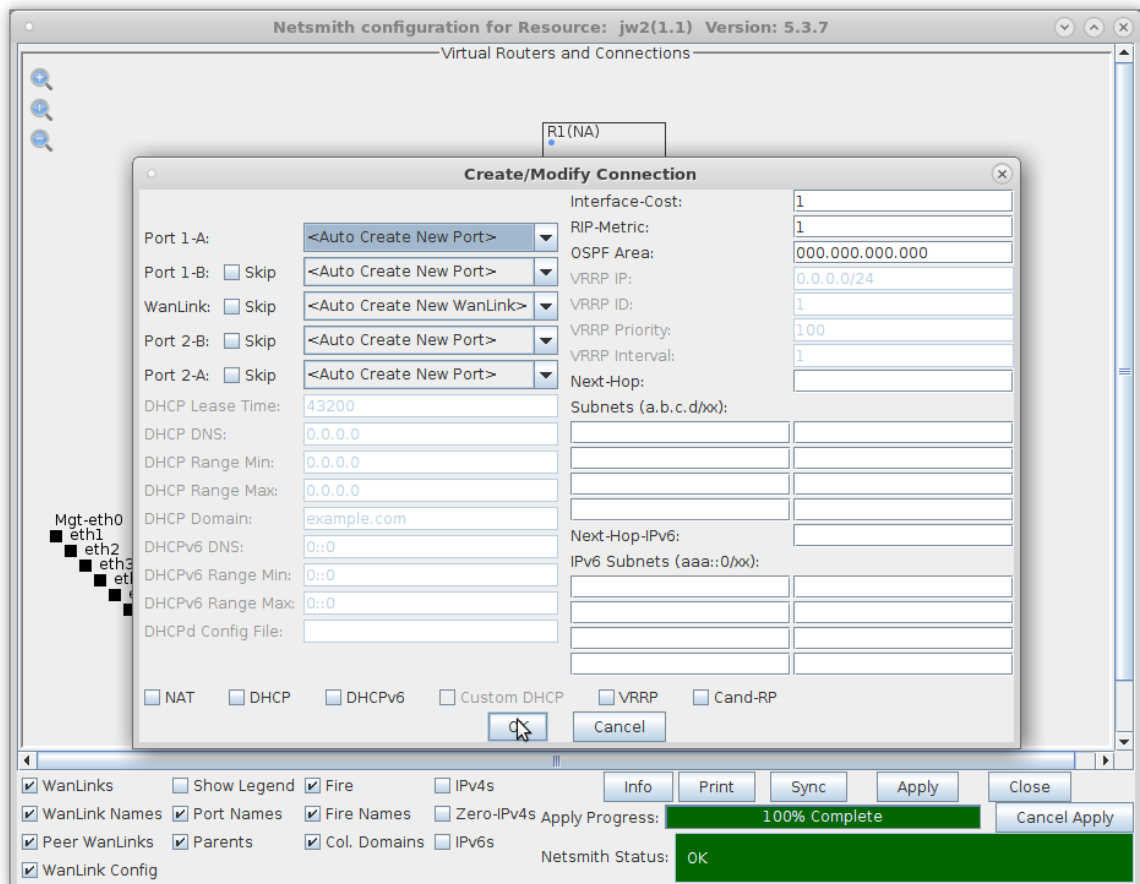 Netsmith configuration for Resource: jw2(1.1) Version: 5.3.7
Virtual Routers and Connections
R1(NA)
Create/Modify Connection
Port 1-A: <Auto Create New Port>
Port 1-B: Skip <Auto Create New Port>
WanLink: Skip <Auto Create New WanLink>
Port 2-B: Skip <Auto Create New Port>
Port 2-A: Skip <Auto Create New Port>
DHCP Lease Time: 43200
DHCP DNS: 0.0.0.0
DHCP Range Min: 0.0.0.0
DHCP Range Max: 0.0.0.0
DHCP Domain: example.com
DHCPv6 DNS: 0::0
DHCPv6 Range Min: 0::0
DHCPv6 Range Max: 0::0
DHCPd Config File:
Interface-Cost: 1
RIP-Metric: 1
OSPF Area: 000.000.000.000
VRRP IP: 0.0.0.0/24
VRRP ID: 1
VRRP Priority: 100
VRRP Interval: 1
Next-Hop:
Subnets (a.b.c.d/xx):
Next-Hop-IPv6:
IPv6 Subnets (aaa::0/xx):
NAT DHCP DHCPv6 Custom DHCP VRRP Cand-RP
Cancel
Mgt-eth0
eth1
eth2
eth3
WanLinks Show Legend Fire IPv4s Info Print Sync Apply Close
WanLink Names Port Names Fire Names Zero-IPv4s Apply Progress: 100% Complete Cancel Apply
Peer WanLinks Parents Col. Domains IPv6s Netsmith Status: OK
WanLink Config